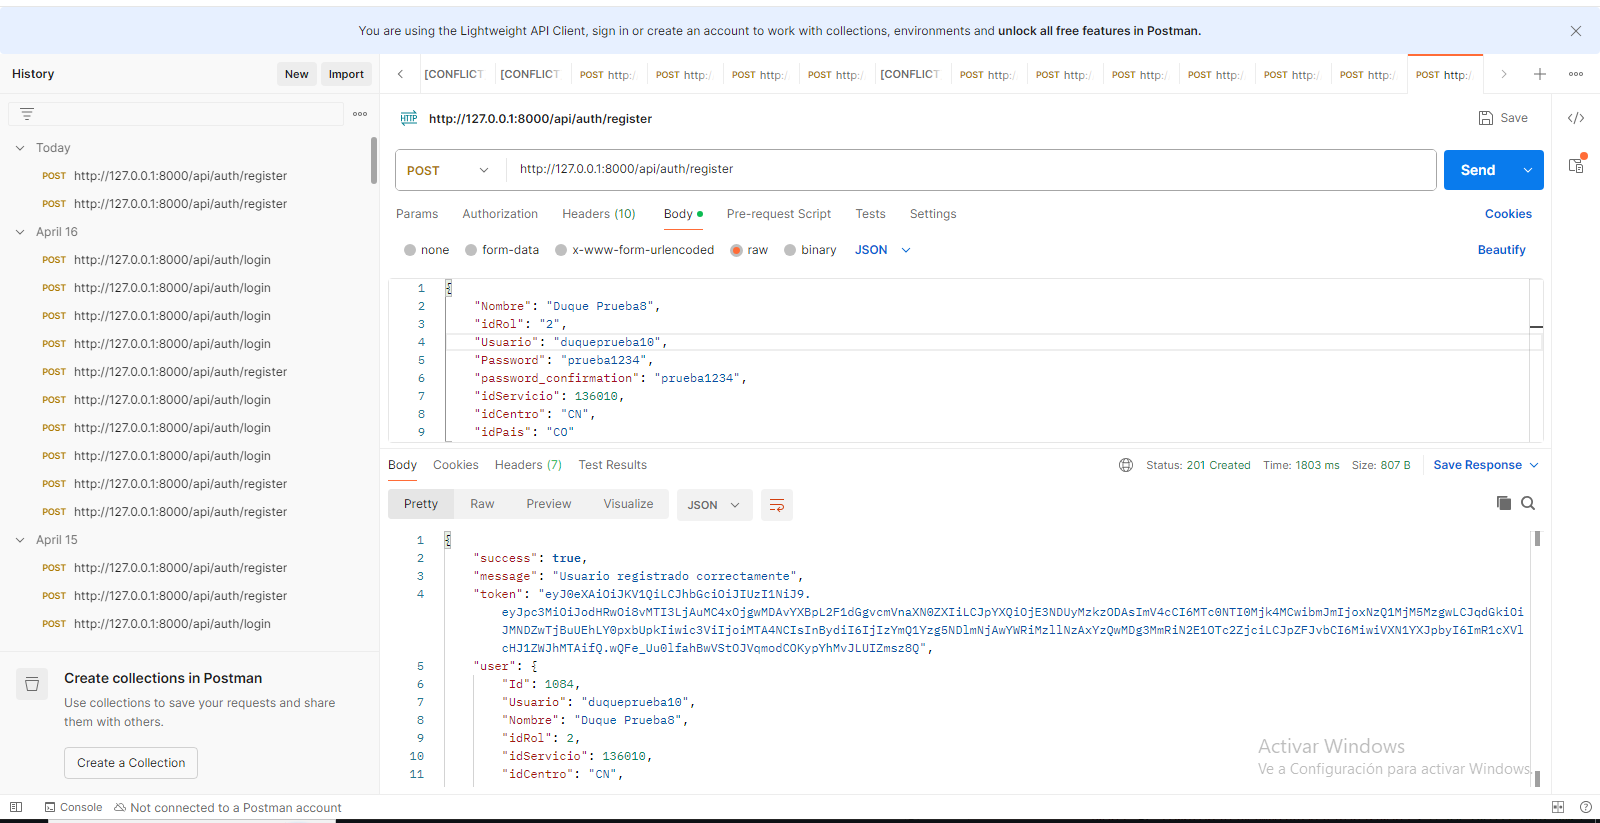 You are using the Lightweight API Client, sign in or create an account to work with collections, environments and unlock all free features in Postman.
History
New
Import
[CONFLICT
[CONFLICT
POST http:/
POST http:/
POST http:/
POST http:/
[CONFLICT
POST http:/
POST http:/
POST http:/
POST http:/
POST http:/
POST http:/
POST http:/
HTTP http://127.0.0.1:8000/api/auth/register
Save
Today
POST http://127.0.0.1:8000/api/auth/register
POST http://127.0.0.1:8000/api/auth/register
April 16
POST http://127.0.0.1:8000/api/auth/login
POST http://127.0.0.1:8000/api/auth/login
POST http://127.0.0.1:8000/api/auth/login
POST http://127.0.0.1:8000/api/auth/login
POST http://127.0.0.1:8000/api/auth/register
POST http://127.0.0.1:8000/api/auth/login
POST http://127.0.0.1:8000/api/auth/login
POST http://127.0.0.1:8000/api/auth/login
POST http://127.0.0.1:8000/api/auth/register
POST http://127.0.0.1:8000/api/auth/register
April 15
POST http://127.0.0.1:8000/api/auth/register
POST http://127.0.0.1:8000/api/auth/register
POST http://127.0.0.1:8000/api/auth/login
Create collections in Postman
Use collections to save your requests and share
them with others.
Create a Collection
POST
http://127.0.0.1:8000/api/auth/register
Send
Params
Authorization
Headers (10)
Body
Pre-request Script
Tests
Settings
Cookies
none
form-data
x-www-form-urlencoded
raw
binary
JSON
Beautify
1 {
2 "Nombre": "Duque Prueba8",
3 "idRol": "2",
4 "Usuario": "duqueprueba10",
5 "Password": "prueba1234",
6 "password_confirmation": "prueba1234",
7 "idServicio": 136010,
8 "idCentro": "CN",
9 "idPais": "CO"
Body
Cookies
Headers (7)
Test Results
Status: 201 Created
Time: 1803 ms
Size: 807 B
Save Response
Pretty
Raw
Preview
Visualize
JSON
1 {
2 "success": true,
3 "message": "Usuario registrado correctamente",
4 "token": "eyJ0eXAiOiJKV1QiLCJhbGciOiJIUzI1NiJ9.
eyJpc3MiOiJodHRwOi8vMTI3LjAuMC4xOjgwMDAvYXBpL2F1dGgvcmVnaXN0ZXIiLCJpYXQiOjE3NDUyMzkzODAsImV4cCI6MTc0NTI0Mjk4MCwibmJmIjoxNzQ1MjM5MzgwLCJqdGkiOi
JMNDZwTjBuUEhLY0pxbUpkIiwic3ViIjoiMTA4NCIsInBydiI6IjIzYmQ1Yzg5NDlmNjAwYWRiMzllNzAxYzQwMDg3MmRiN2E1OTc2ZjciLCJpZFJvbCI6MiwiVXN1YXJpbyI6ImR1cXVl
cHJ1ZWJhMTAifQ.wQFe_Uu0lfahBwVStOJVqmodCOKypYhMvJLUIZmsz8Q",
5 "user": {
6 "Id": 1084,
7 "Usuario": "duqueprueba10",
8 "Nombre": "Duque Prueba8",
9 "idRol": 2,
10 "idServicio": 136010,
11 "idCentro": "CN",
Activar Windows
Ve a Configuración para activar Windows.
Console
Not connected to a Postman account